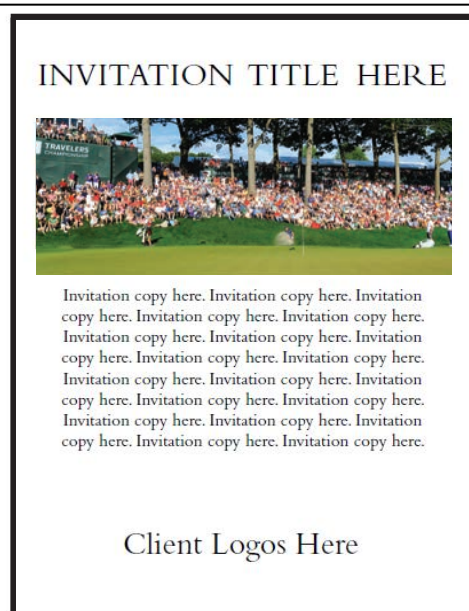 INVITATION TITLE HERE
TRAVELERS
CHAMPIONSHIP
Invitation copy here. Invitation copy here. Invitation
copy here. Invitation copy here. Invitation copy here.
Invitation copy here. Invitation copy here. Invitation
copy here. Invitation copy here. Invitation copy here.
Invitation copy here. Invitation copy here. Invitation
copy here. Invitation copy here. Invitation copy here.
Invitation copy here. Invitation copy here. Invitation
copy here. Invitation copy here. Invitation copy here.
Client Logos Here